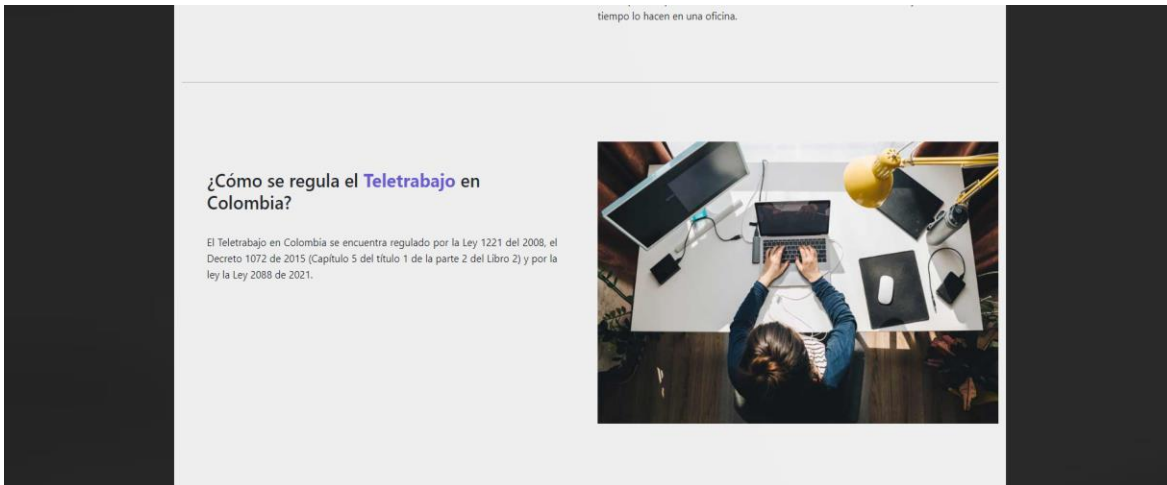 tiempo lo hacen en una oficina.
¿Cómo se regula el Teletrabajo en
Colombia?
El Teletrabajo en Colombia se encuentra regulado por la Ley 1221 del 2008, el
Decreto 1072 de 2015 (Capítulo 5 del título 1 de la parte 2 del Libro 2) y por la
ley la Ley 2088 de 2021.